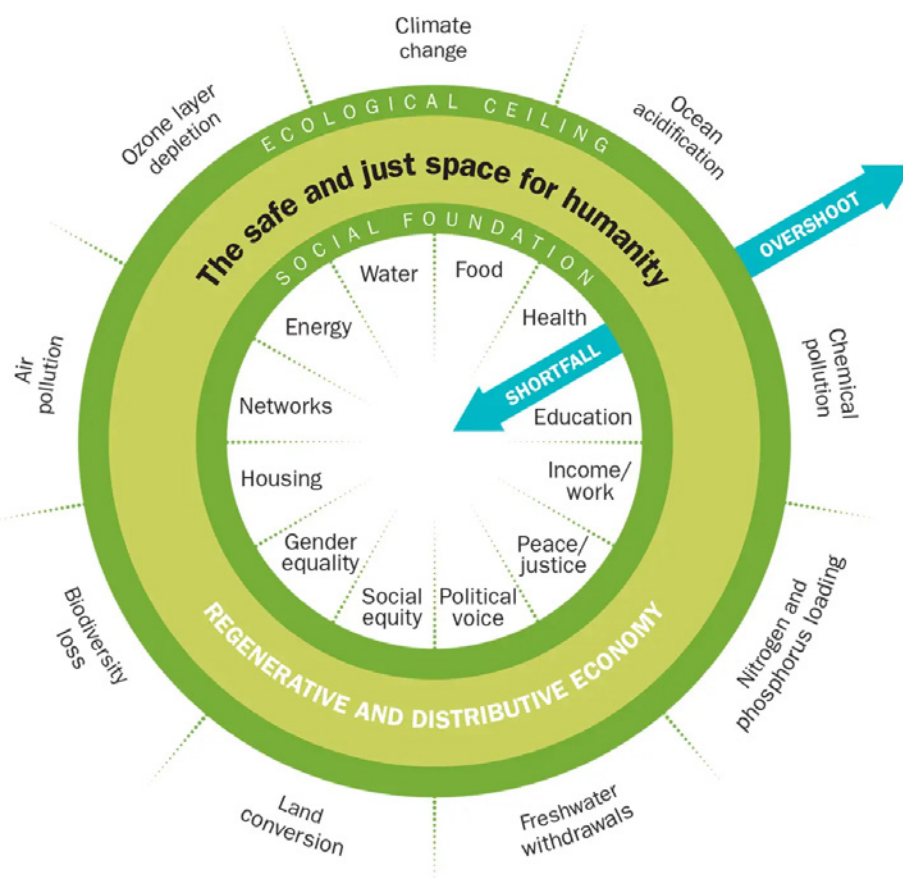 Climate
change
Ozone layer
depletion
Ocean
acidification
ECOLOGICAL CEILING
The safe and just space for humanity
OVERSHOOT
SOCIAL FOUNDATION
Water
Food
Energy
Health
SHORTFALL
Air
pollution
Chemical
pollution
Networks
Education
Housing
Income/
work
Gender
equality
Peace/
justice
Social
equity
Political
voice
REGENERATIVE AND DISTRIBUTIVE ECONOMY
Biodiversity
loss
Nitrogen and
phosphorus loading
Land
conversion
Freshwater
withdrawals